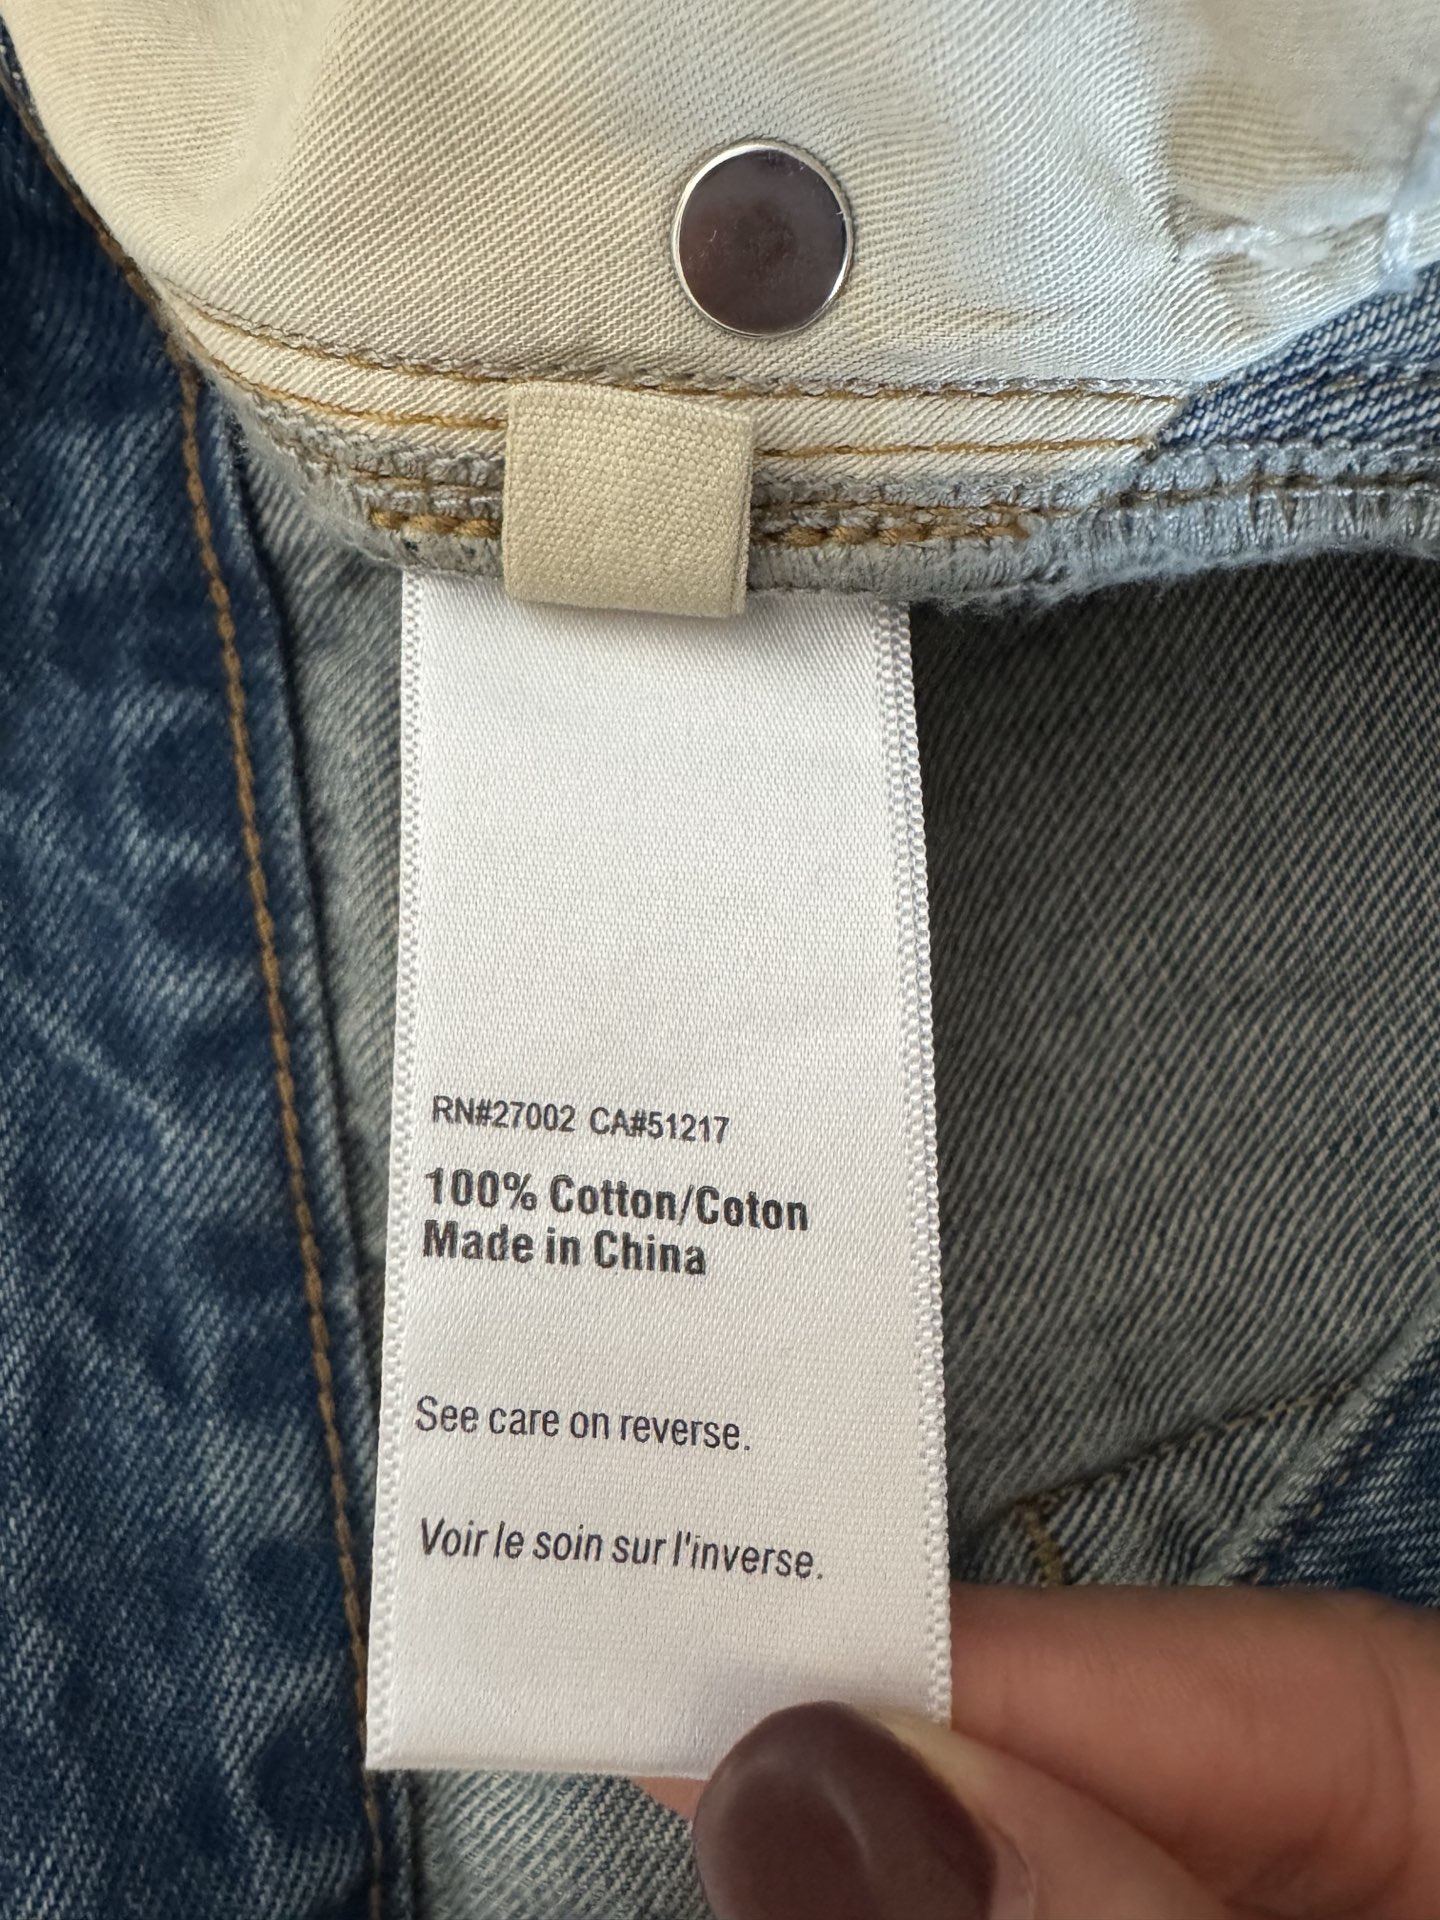 RN#27002 CA#51217
100% Cotton/Coton
Made in China
See care on reverse.
Voir le soin sur l'inverse.